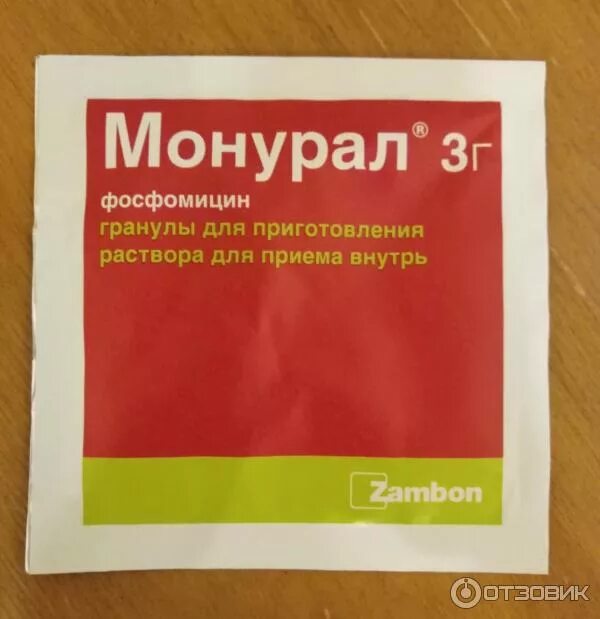 Монурал® 3г
фосфомицин
гранулы для приготовления
раствора для приема внутрь
Zambon
ОТЗОВИК